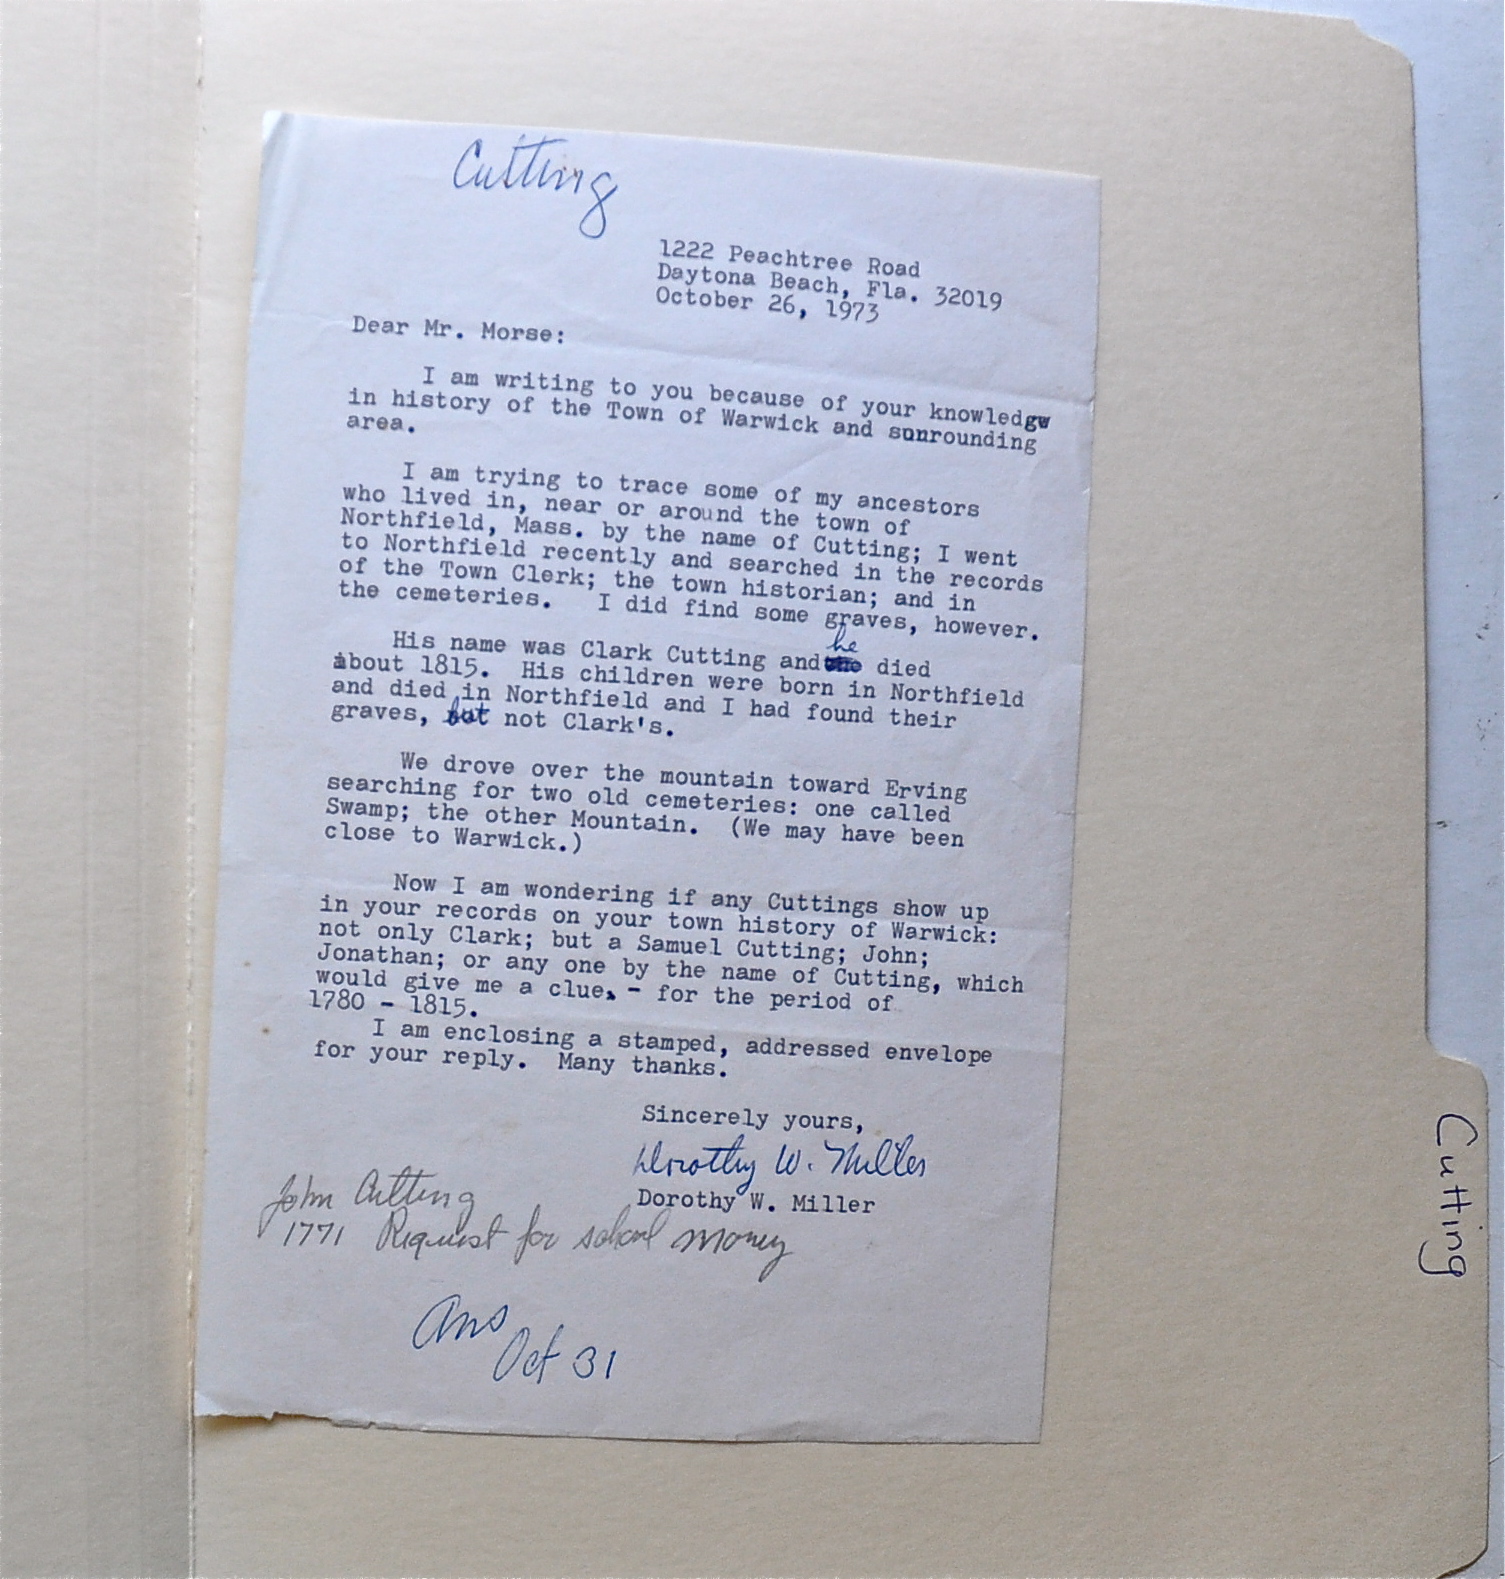 Cutting
1222 Peachtree Road
Daytona Beach, Fla. 32019
October 26, 1973
Dear Mr. Morse:
I am writing to you because of your knowledgw
in history of the Town of Warwick and sunrounding
area.
I am trying to trace some of my ancestors
who lived in, near or around the town of
Northfield, Mass. by the name of Cutting; I went
to Northfield recently and searched in the records
of the Town Clerk; the town historian; and in
the cemeteries. I did find some graves, however.
His name was Clark Cutting and he died
about 1815. His children were born in Northfield
and died in Northfield and I had found their
graves, but not Clark's.
We drove over the mountain toward Erving
searching for two old cemeteries: one called
Swamp; the other Mountain. (We may have been
close to Warwick.)
Now I am wondering if any Cuttings show up
in your records on your town history of Warwick:
not only Clark; but a Samuel Cutting; John;
Jonathan; or any one by the name of Cutting, which
would give me a clue, - for the period of
1780 - 1815.
I am enclosing a stamped, addressed envelope
for your reply. Many thanks.
Sincerely yours,
Dorothy W. Miller
Dorothy W. Miller
John Cutting
1771 Request for school money
Ans
Oct 31
Cutting